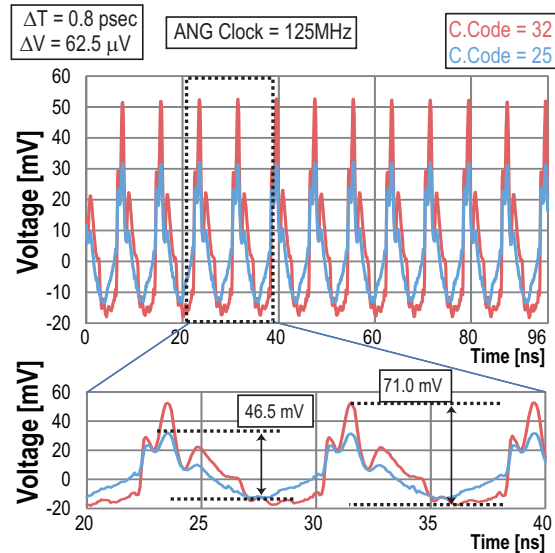 ΔT = 0.8 psec
ΔV = 62.5 μV
ANG Clock = 125MHz
C.Code = 32
C.Code = 25
Voltage [mV]
60
50
40
30
20
10
0
-10
-20
0
20
40
60
80
96
Time [ns]
Voltage [mV]
60
40
20
0
-20
46.5 mV
71.0 mV
20
25
30
35
40
Time [ns]